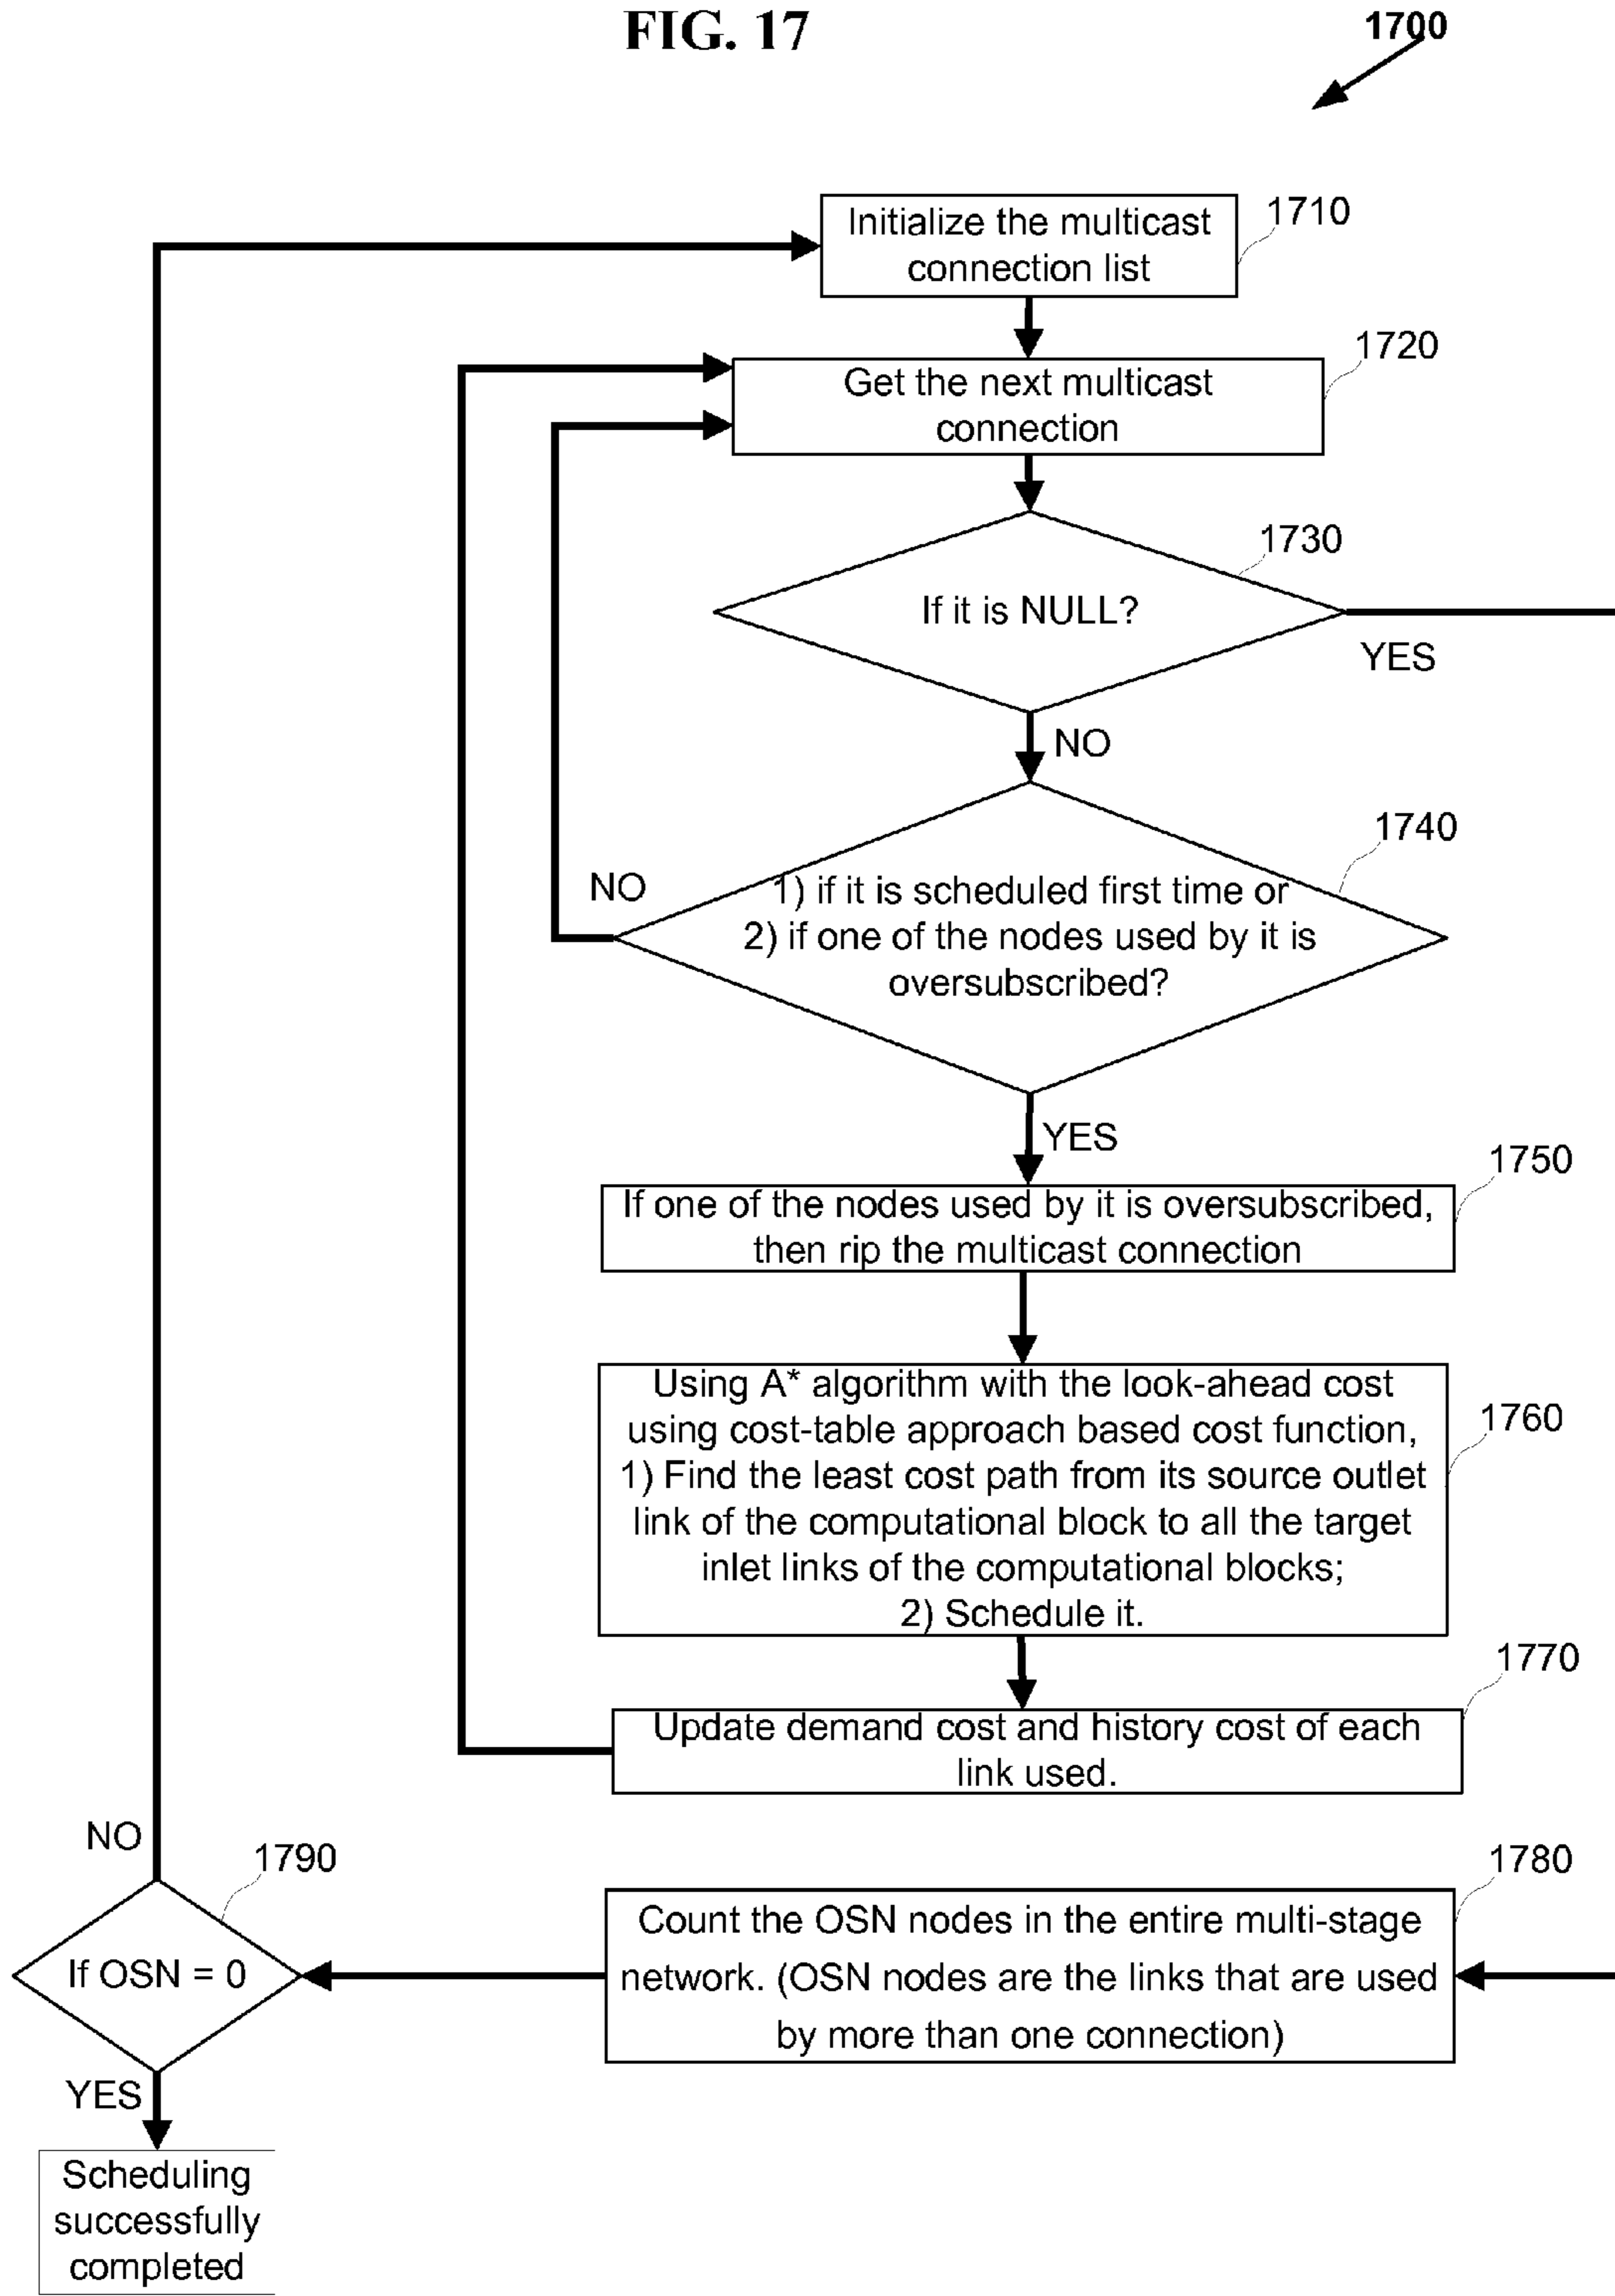 FIG. 17
1700
Initialize the multicast
connection list
1710
Get the next multicast
connection
1720
If it is NULL?
1730
YES
NO
1) if it is scheduled first time or
2) if one of the nodes used by it is
oversubscribed?
1740
NO
YES
If one of the nodes used by it is oversubscribed,
then rip the multicast connection
1750
Using A* algorithm with the look-ahead cost
using cost-table approach based cost function,
1) Find the least cost path from its source outlet
link of the computational block to all the target
inlet links of the computational blocks;
2) Schedule it.
1760
Update demand cost and history cost of each
link used.
1770
Count the OSN nodes in the entire multi-stage
network. (OSN nodes are the links that are used
by more than one connection)
1780
NO
1790
If OSN = 0
YES
Scheduling
successfully
completed